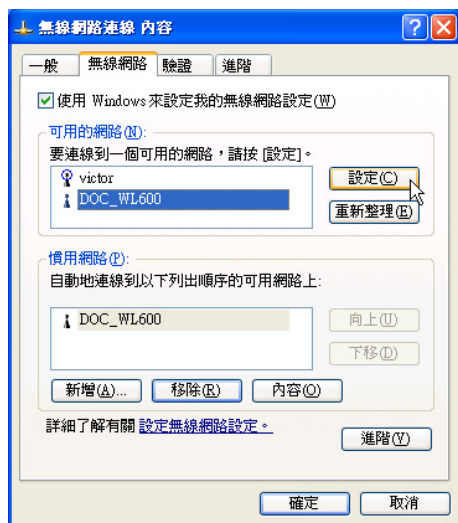 無線網路連線 內容
一般 無線網路 驗證 進階
使用 Windows 來設定我的無線網路設定(W)
可用的網路(N):
要連線到一個可用的網路，請按 [設定]。
victor
DOC_WL600
設定(C)
重新整理(E)
慣用網路(P):
自動地連線到以下列出順序的可用網路上:
DOC_WL600
向上(U)
下移(D)
新增(A)... 移除(R) 內容(O)
詳細了解有關 設定無線網路設定。
進階(V)
確定 取消